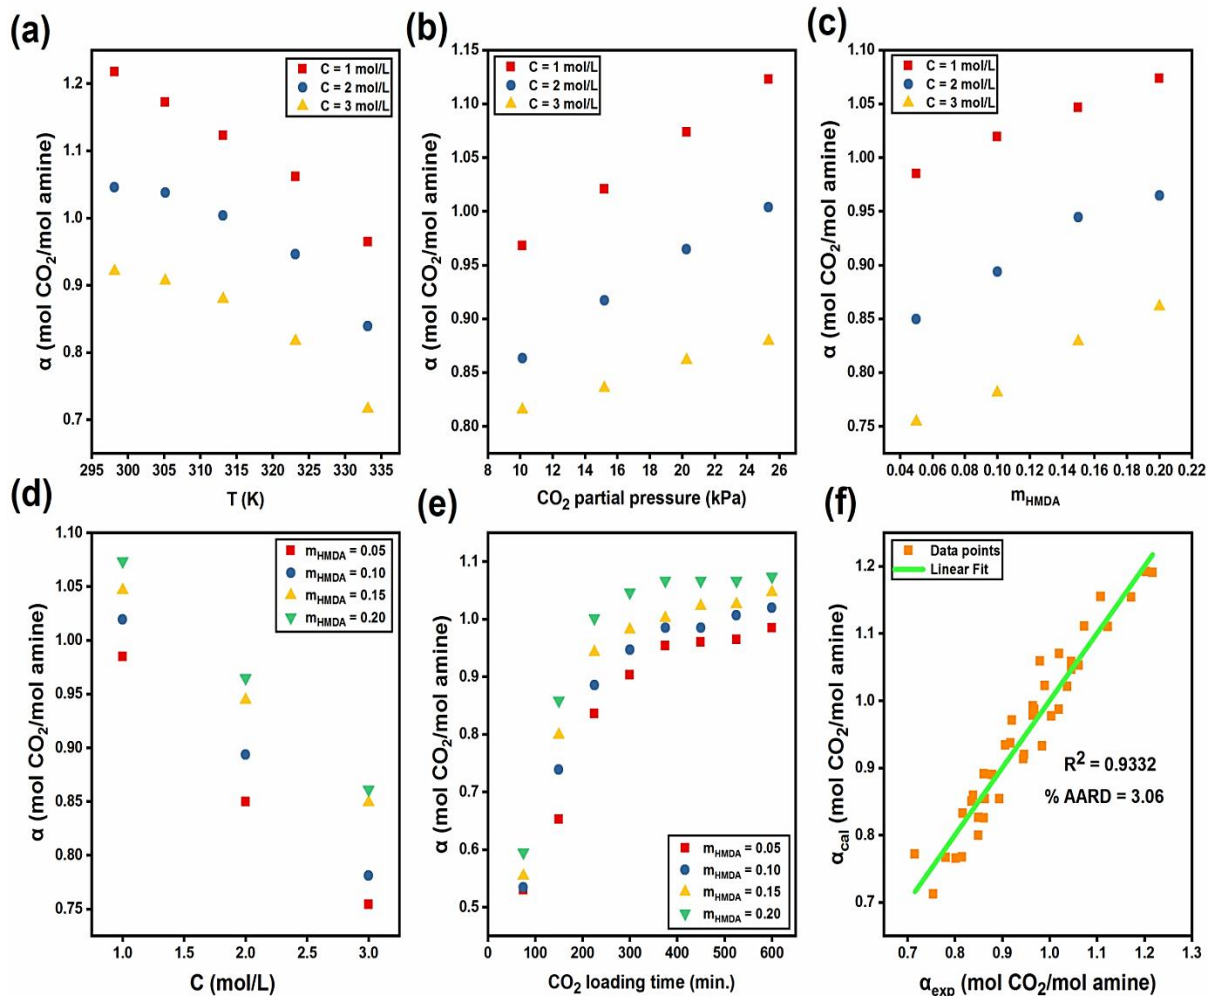 (a)
α (mol CO2/mol amine)
1.2
1.1
1.0
0.9
0.8
0.7
C = 1 mol/L
C = 2 mol/L
C = 3 mol/L
295 300 305 310 315 320 325 330 335
T (K)
(b)
α (mol CO2/mol amine)
1.15
1.10
1.05
1.00
0.95
0.90
0.85
0.80
C = 1 mol/L
C = 2 mol/L
C = 3 mol/L
8 10 12 14 16 18 20 22 24 26
CO2 partial pressure (kPa)
(c)
α (mol CO2/mol amine)
1.10
1.05
1.00
0.95
0.90
0.85
0.80
0.75
C = 1 mol/L
C = 2 mol/L
C = 3 mol/L
0.04 0.06 0.08 0.10 0.12 0.14 0.16 0.18 0.20 0.22
mHMDA
(d)
α (mol CO2/mol amine)
1.10
1.05
1.00
0.95
0.90
0.85
0.80
0.75
mHMDA = 0.05
mHMDA = 0.10
mHMDA = 0.15
mHMDA = 0.20
1.0 1.5 2.0 2.5 3.0
C (mol/L)
(e)
α (mol CO2/mol amine)
1.1
1.0
0.9
0.8
0.7
0.6
0.5
mHMDA = 0.05
mHMDA = 0.10
mHMDA = 0.15
mHMDA = 0.20
0 100 200 300 400 500 600
CO2 loading time (min.)
(f)
αcal (mol CO2/mol amine)
1.2
1.1
1.0
0.9
0.8
0.7
Data points
Linear Fit
R2 = 0.9332
% AARD = 3.06
0.7 0.8 0.9 1.0 1.1 1.2 1.3
αexp (mol CO2/mol amine)